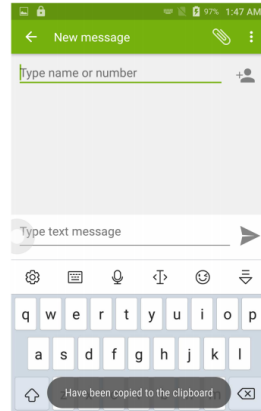 97% 1:47 AM
New message
Type name or number
Type text message
q w e r t y u i o p
a s d f g h j k l
Have been copied to the clipboard